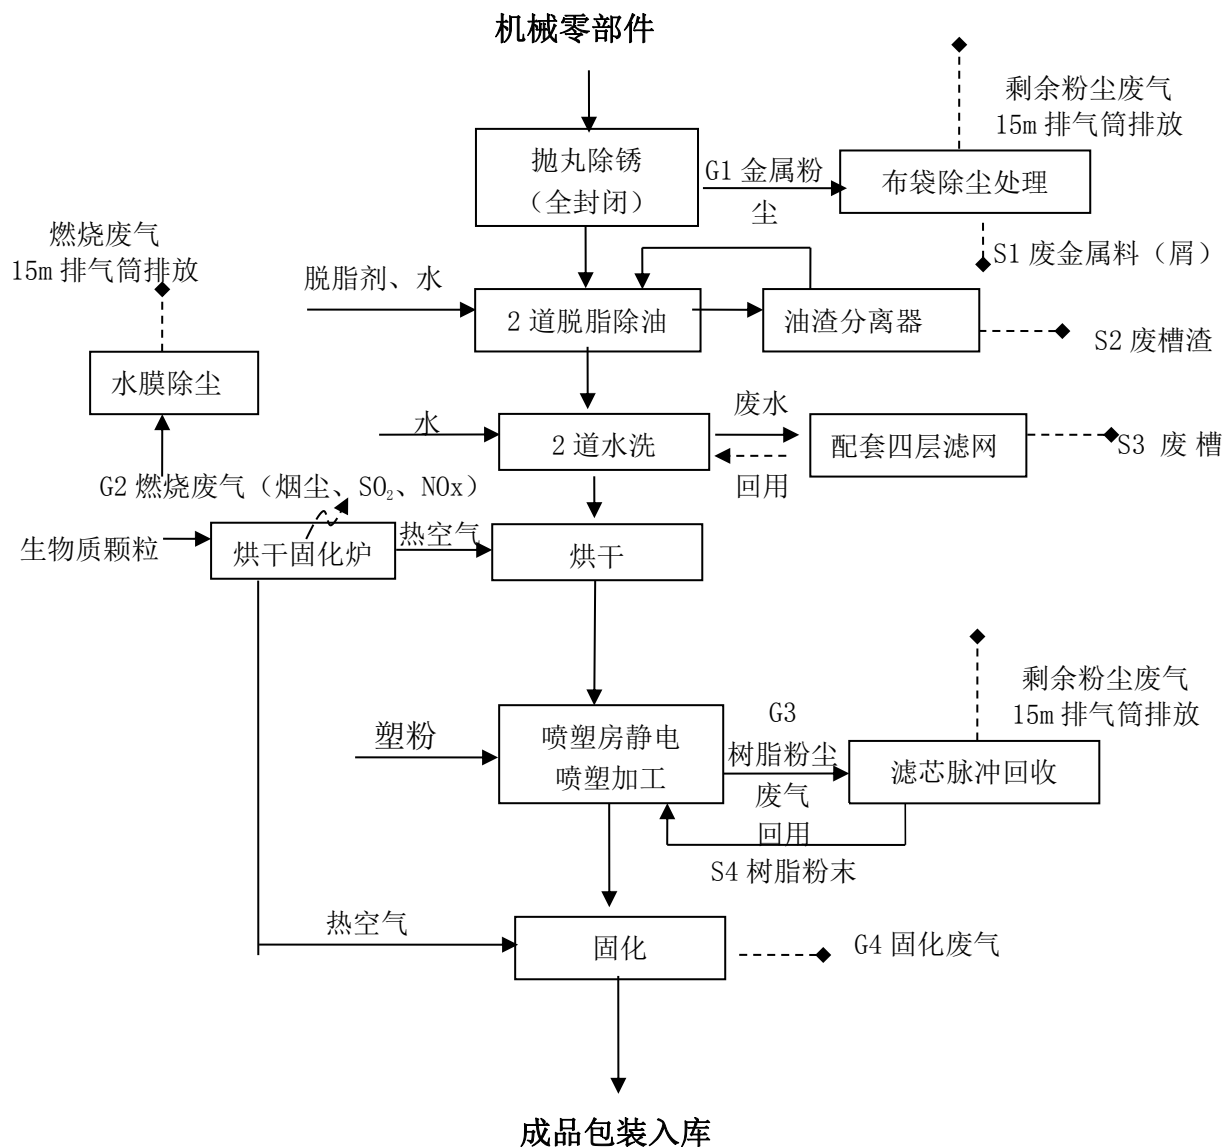 机械零部件
剩余粉尘废气
15m 排气筒排放
抛丸除锈
（全封闭）
G1 金属粉
尘
布袋除尘处理
燃烧废气
15m 排气筒排放
S1 废金属料（屑）
脱脂剂、水
2 道脱脂除油
油渣分离器
S2 废槽渣
水膜除尘
水
2 道水洗
废水
回用
配套四层滤网
S3 废 槽
G2 燃烧废气（烟尘、SO₂、NOx）
生物质颗粒
烘干固化炉
热空气
烘干
剩余粉尘废气
15m 排气筒排放
塑粉
喷塑房静电
喷塑加工
G3
树脂粉尘
废气
回用
S4 树脂粉末
滤芯脉冲回收
热空气
固化
G4 固化废气
成品包装入库